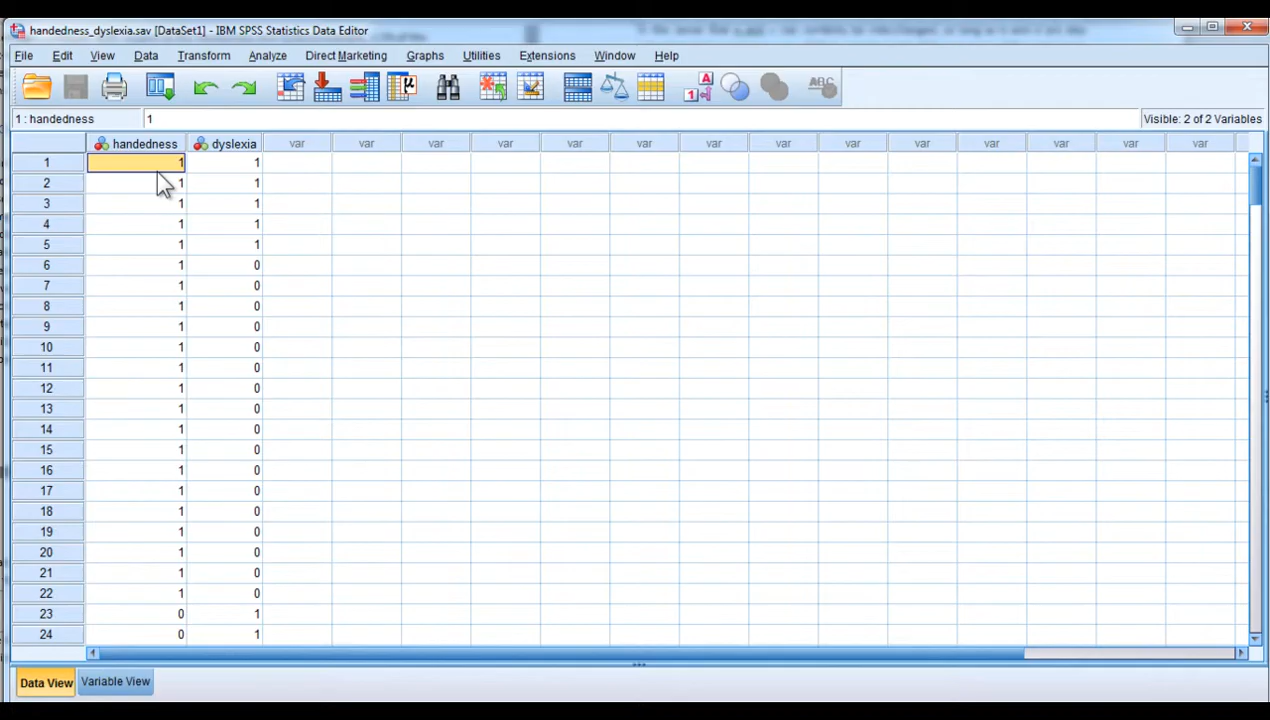 handedness_dyslexia.sav [DataSet1] - IBM SPSS Statistics Data Editor
File Edit View Data Transform Analyze Direct Marketing Graphs Utilities Extensions Window Help
1 : handedness 1 Visible: 2 of 2 Variables
handedness dyslexia var var var var var var var var var var var var var var
1 1 1
2 1 1
3 1 1
4 1 1
5 1 1
6 1 0
7 1 0
8 1 0
9 1 0
10 1 0
11 1 0
12 1 0
13 1 0
14 1 0
15 1 0
16 1 0
17 1 0
18 1 0
19 1 0
20 1 0
21 1 0
22 1 0
23 0 1
24 0 1
Data View Variable View